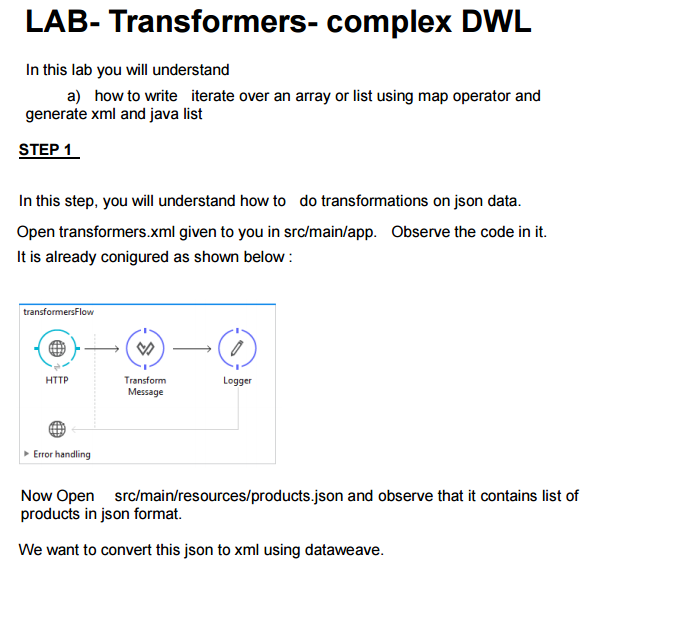 LAB- Transformers- complex DWL
In this lab you will understand
a) how to write iterate over an array or list using map operator and
generate xml and java list
STEP 1
In this step, you will understand how to do transformations on json data.
Open transformers.xml given to you in src/main/app. Observe the code in it.
It is already conigured as shown below :
transformersFlow
HTTP
Transform
Message
Logger
Error handling
Now Open src/main/resources/products.json and observe that it contains list of
products in json format.
We want to convert this json to xml using dataweave.